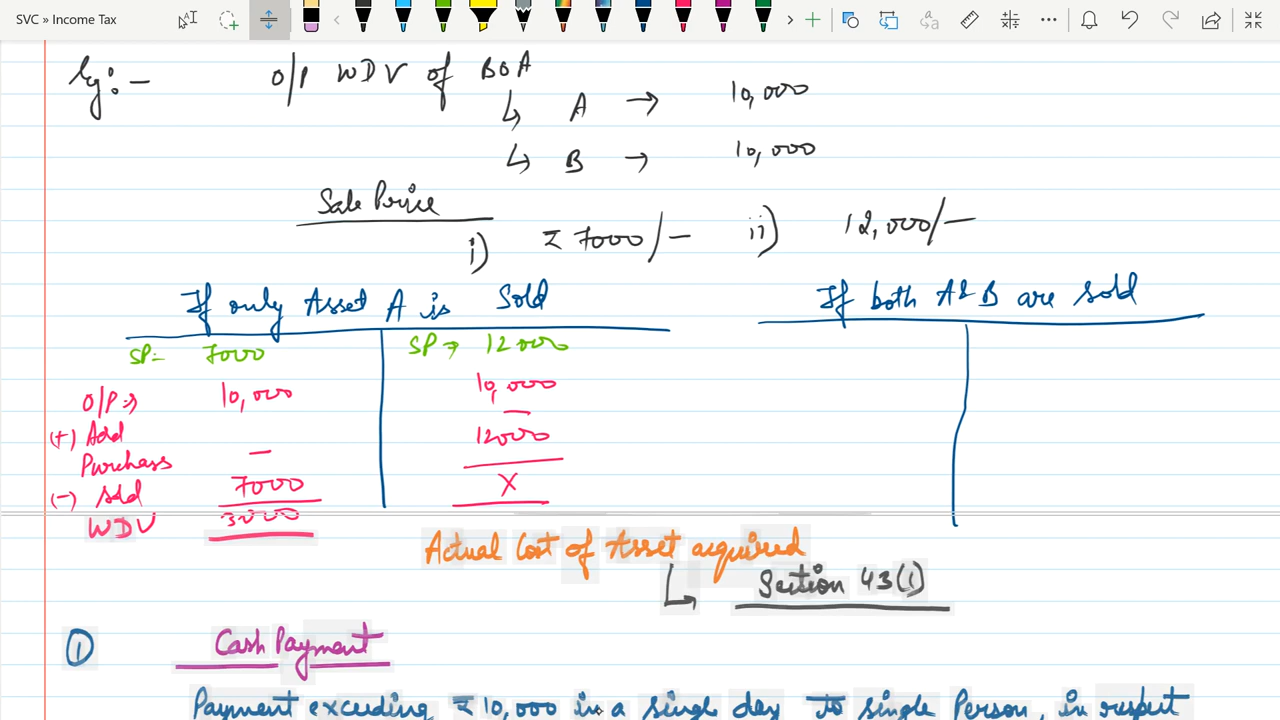 SVC » Income Tax
Eg:- O/P WDV of BOA
↳ A → 10,000
↳ B → 10,000
Sale Price
i) ₹ 7000/- ii) 12,000/-
If only Asset A is Sold
SP= 7000
SP → 12000
O/P ⇒ 10,000
10,000
(+) Add
Purchass —
—
(-) Sold 7000
12000
WDV 3000
X
If both A & B are sold
Actual Cost of Asset acquired
↳ Section 43(1)
① Cash Payment
Payment exceeding ₹10,000 in a single day to single Person, in respect